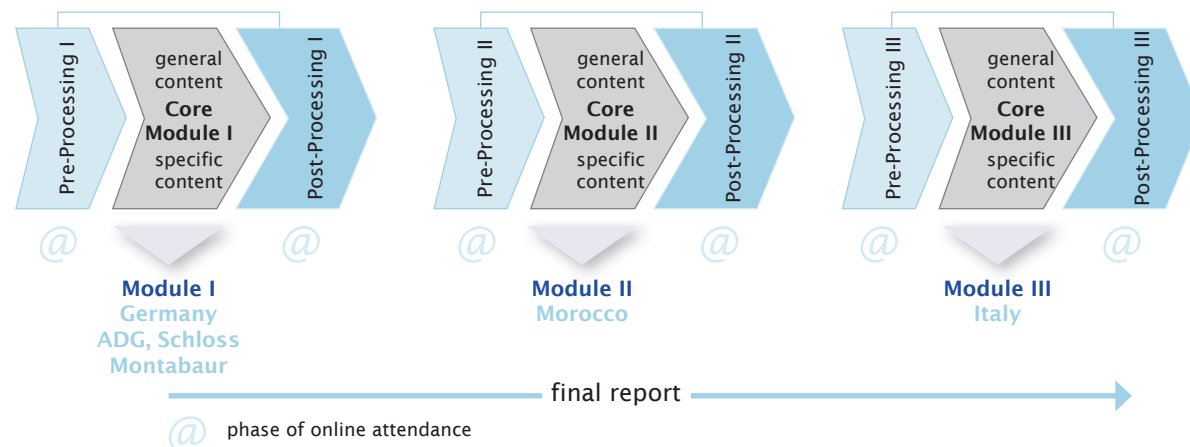 Pre-Processing I
general
content
Core
Module I
specific
content
Post-Processing I
@
@
Module I
Germany
ADG, Schloss
Montabaur
Pre-Processing II
general
content
Core
Module II
specific
content
Post-Processing II
@
@
Module II
Morocco
Pre-Processing III
general
content
Core
Module III
specific
content
Post-Processing III
@
@
Module III
Italy
final report
@ phase of online attendance